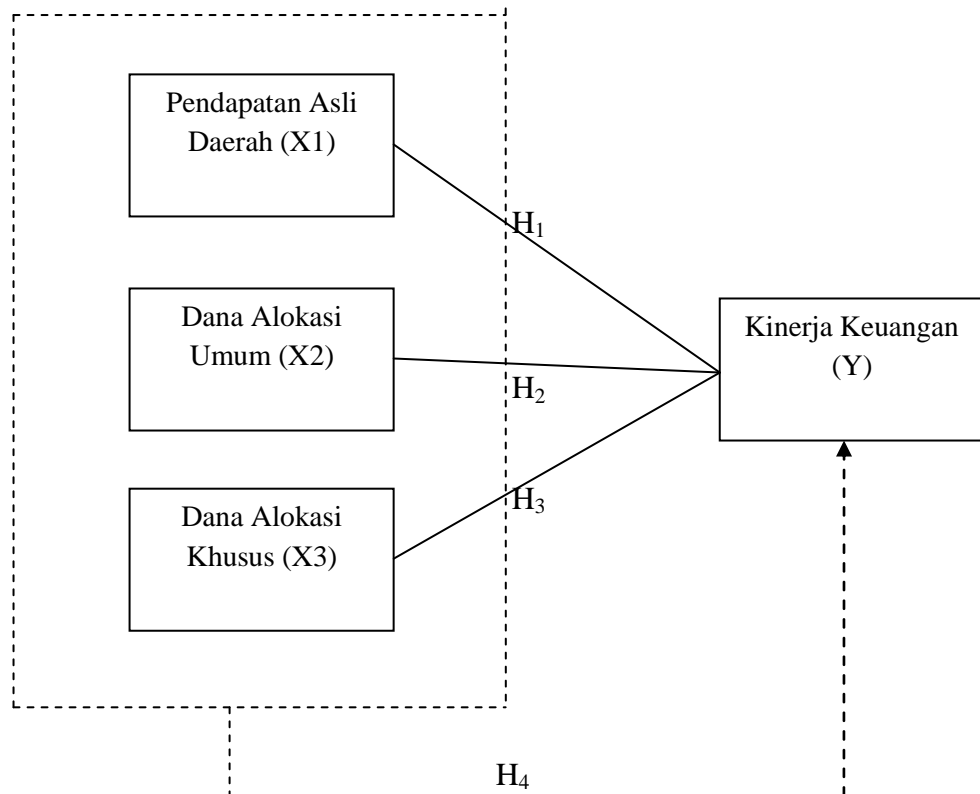 Pendapatan Asli
Daerah (X1)
H₁
Dana Alokasi
Umum (X2)
Kinerja Keuangan
(Y)
H₂
Dana Alokasi
Khusus (X3)
H₃
H₄